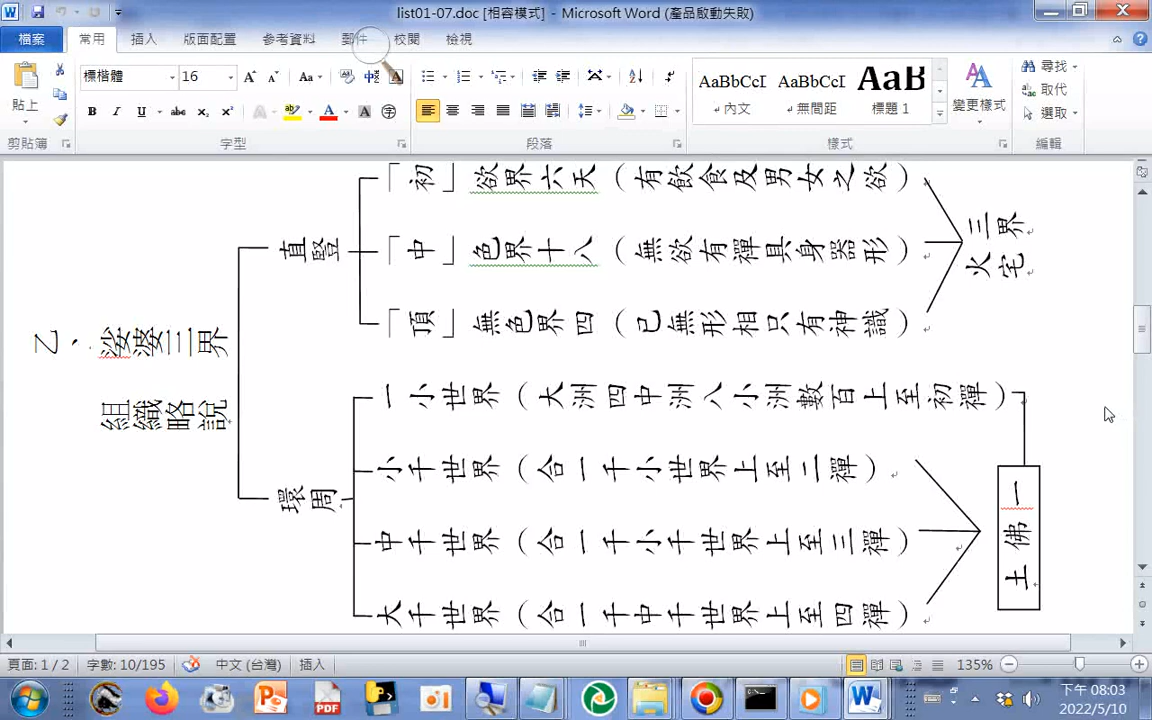 list01-07.doc [相容模式] - Microsoft Word (產品啟動失敗)
檔案 常用 插入 版面配置 參考資料 郵件 校閱 檢視
標楷體 16
貼上
AaBbCcI AaBbCcI AaB
內文 無間距 標題 1
變更樣式
尋找
取代
選取
剪貼簿 字型 段落 樣式 編輯
乙、娑婆三界
組織略說
直豎
「初」欲界六天(有飲食及男女之欲)
「中」色界十八(無欲有禪具身器形)
「頂」無色界四(已無形相只有神識)
三界
火宅
環周
一小世界(大洲四中洲八小洲數百上至初禪)
小千世界(合一千小世界上至二禪)
中千世界(合一千小千世界上至三禪)
大千世界(合一千中千世界上至四禪)
一佛土
頁面: 1 / 2 字數: 10/195 中文 (台灣) 插入 135%
下午 08:03
2022/5/10